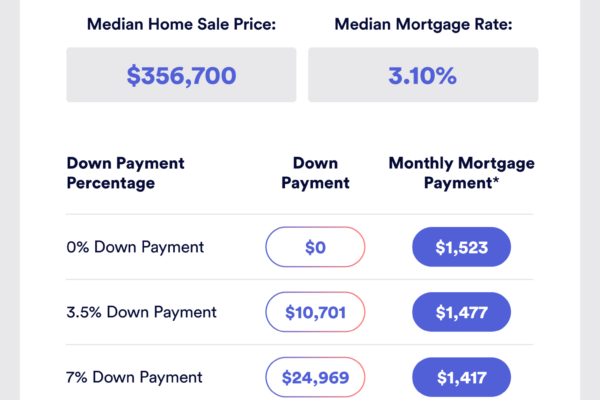 Median Home Sale Price:
Median Mortgage Rate:
$356,700
3.10%
Down Payment
Percentage
Down
Payment
Monthly Mortgage
Payment*
0% Down Payment
$0
$1,523
3.5% Down Payment
$10,701
$1,477
7% Down Payment
$24,969
$1,417